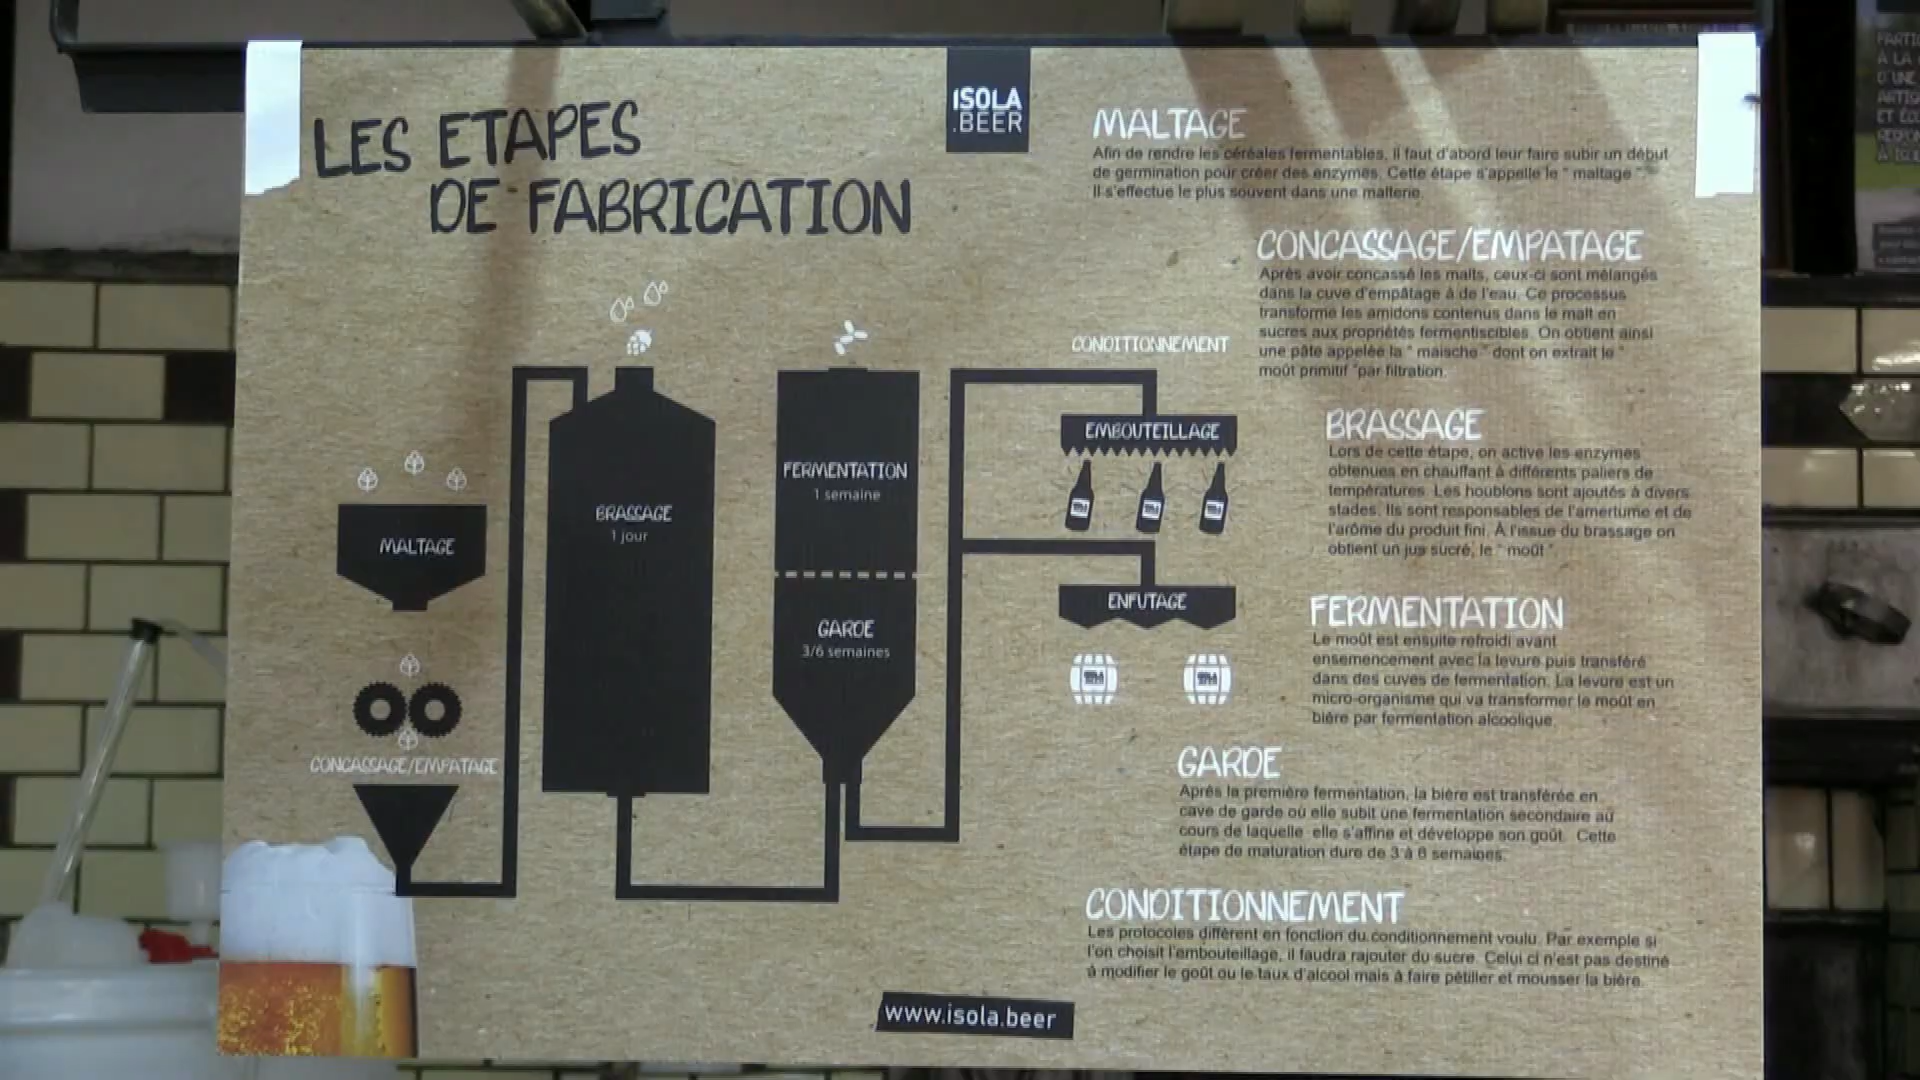 LES ETAPES
DE FABRICATION
ISOLA
.BEER
MALTAGE
Afin de rendre les céréales fermentables, il faut d'abord leur faire subir un début
de germination pour créer des enzymes. Cette étape s'appelle le " maltage ".
Il s'effectue le plus souvent dans une malterie.
CONCASSAGE/EMPATAGE
Après avoir concassé les malts, ceux-ci sont mélangés
dans la cuve d'empâtage à de l'eau. Ce processus
transforme les amidons contenus dans le malt en
sucres aux propriétés fermentiscibles. On obtient ainsi
une pâte appelée la " maische " dont on extrait le "
moût primitif "par filtration.
BRASSAGE
Lors de cette étape, on active les enzymes
obtenues en chauffant à différents paliers de
températures. Les houblons sont ajoutés à divers
stades. Ils sont responsables de l'amertume et de
l'arôme du produit fini. À l'issue du brassage on
obtient un jus sucré, le " moût ".
FERMENTATION
Le moût est ensuite refroidi avant
ensemencement avec la levure puis transféré
dans des cuves de fermentation. La levure est un
micro-organisme qui va transformer le moût en
bière par fermentation alcoolique.
GARDE
Après la première fermentation, la bière est transférée en
cave de garde où elle subit une fermentation secondaire au
cours de laquelle elle s'affine et développe son goût. Cette
étape de maturation dure de 3 à 6 semaines.
CONDITIONNEMENT
Les protocoles diffèrent en fonction du conditionnement voulu. Par exemple si
l'on choisit l'embouteillage, il faudra rajouter du sucre. Celui ci n'est pas destiné
à modifier le goût ou le taux d'alcool mais à faire pétiller et mousser la bière.
MALTAGE
CONCASSAGE/EMPATAGE
BRASSAGE
1 jour
FERMENTATION
1 semaine
GARDE
3/6 semaines
CONDITIONNEMENT
EMBOUTEILLAGE
ENFUTAGE
www.isola.beer
À LA
D'UNE
ET